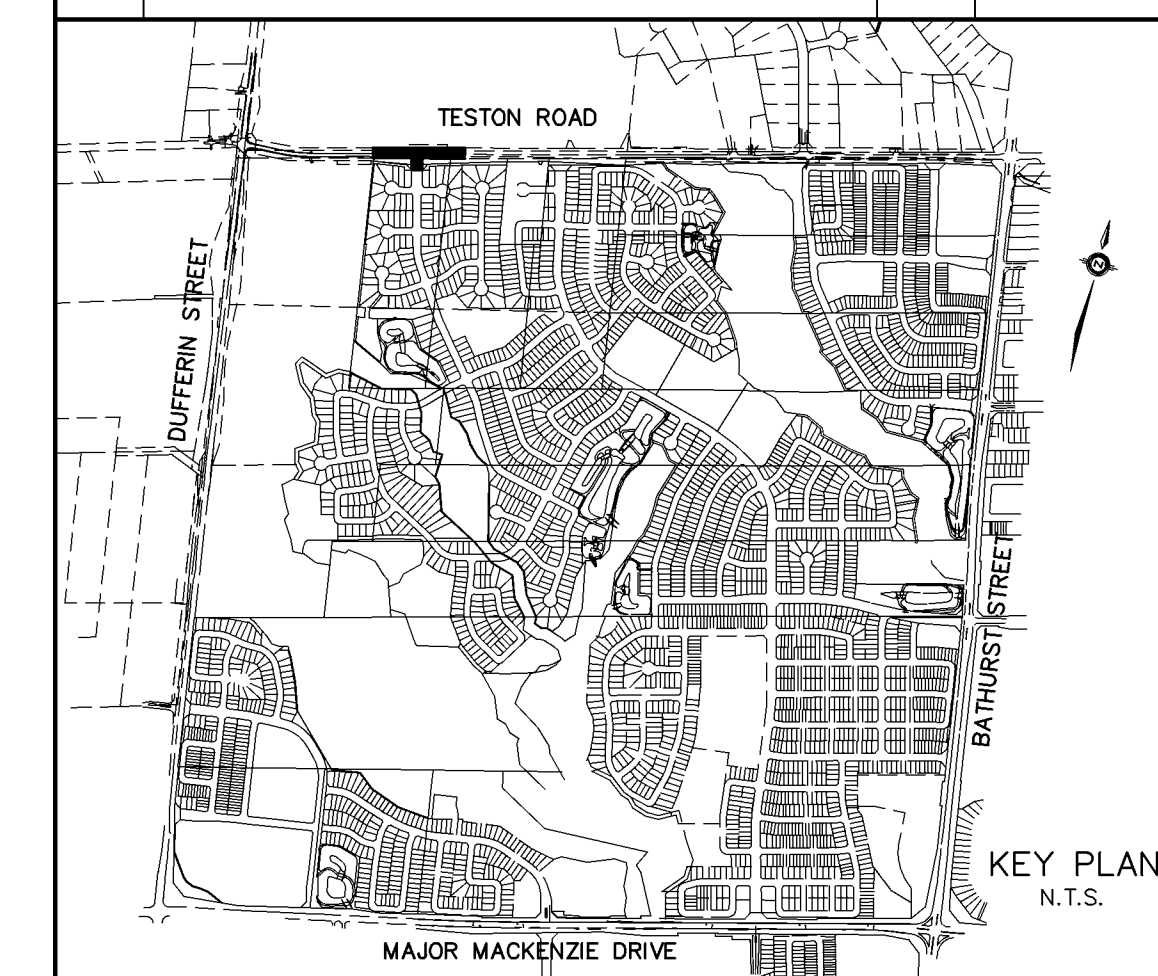 TESTON ROAD
DUFFERIN STREET
BATHURST STREET
KEY PLAN
N.T.S.
MAJOR MACKENZIE DRIVE